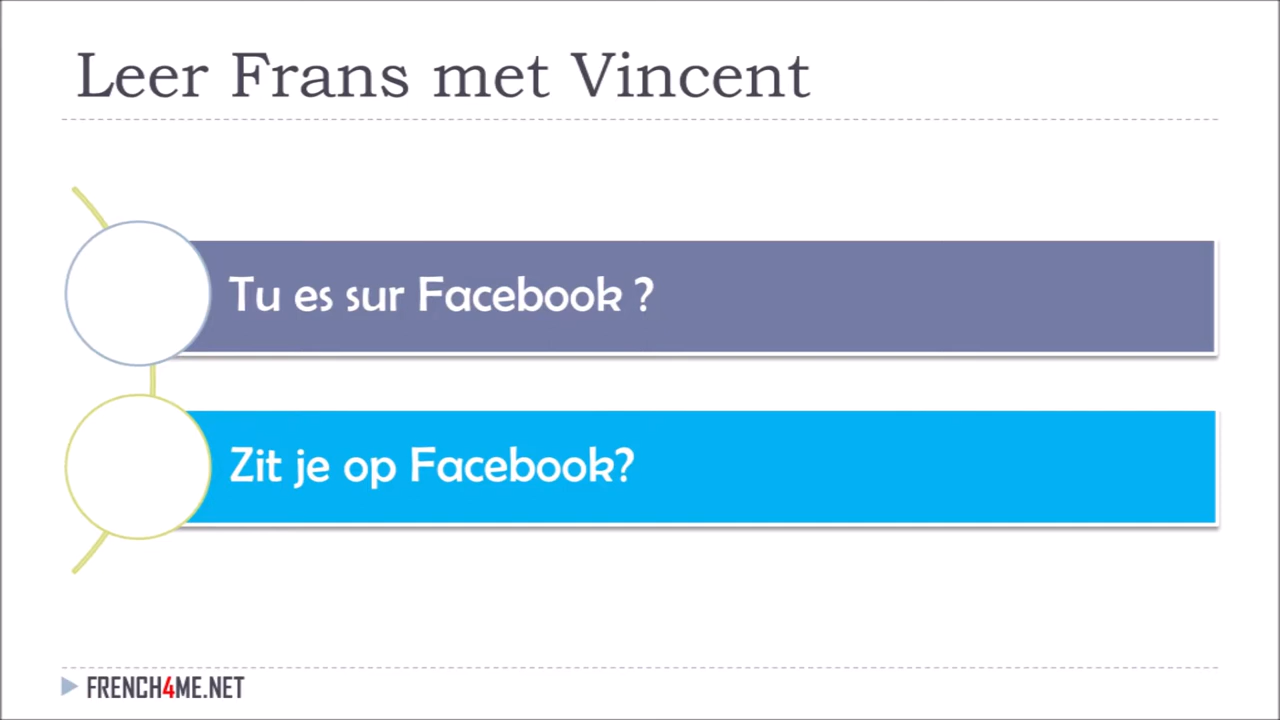 Leer Frans met Vincent
Tu es sur Facebook ?
Zit je op Facebook?
FRENCH4ME.NET